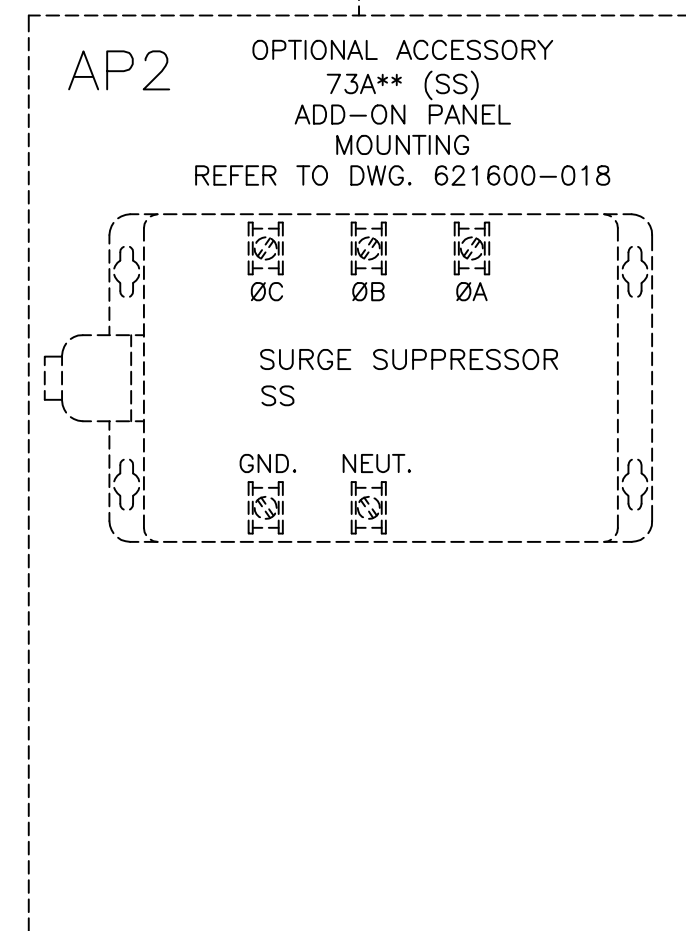 AP2
OPTIONAL ACCESSORY
73A** (SS)
ADD-ON PANEL
MOUNTING
REFER TO DWG. 621600-018
ØC ØB ØA
SURGE SUPPRESSOR
SS
GND. NEUT.